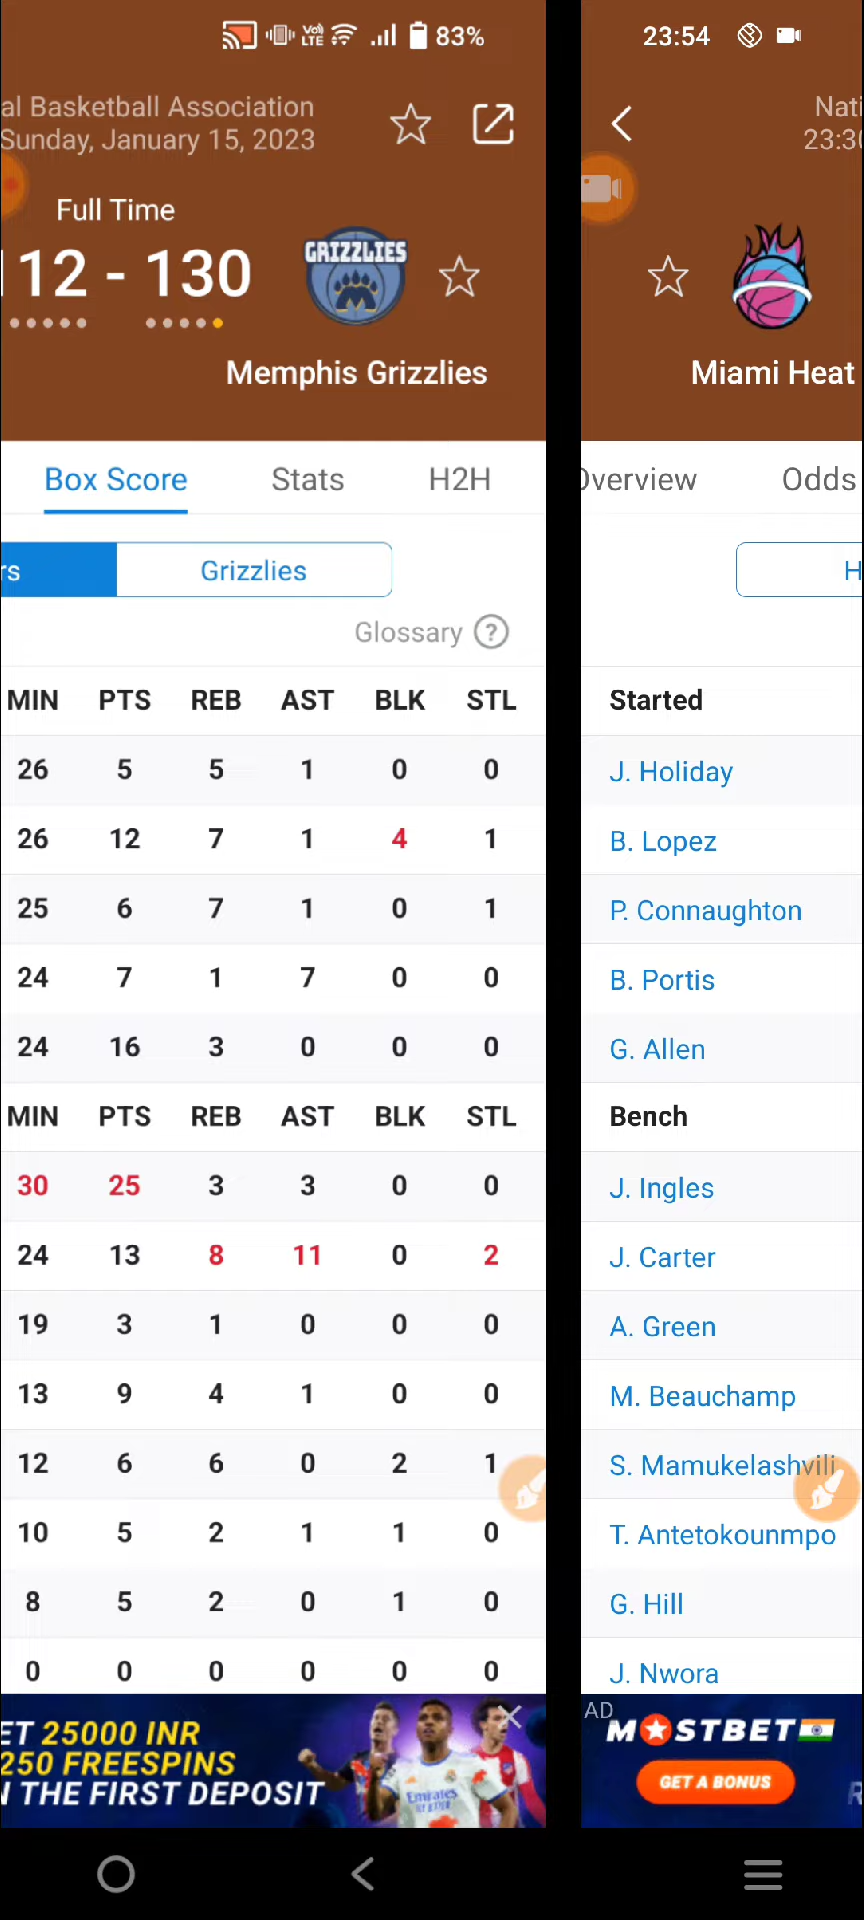 83%
al Basketball Association
Sunday, January 15, 2023
Full Time
112 - 130
GRIZZLIES
Memphis Grizzlies
Box Score Stats H2H
rs Grizzlies
Glossary ?
MIN PTS REB AST BLK STL
26 5 5 1 0 0
26 12 7 1 4 1
25 6 7 1 0 1
24 7 1 7 0 0
24 16 3 0 0 0
MIN PTS REB AST BLK STL
30 25 3 3 0 0
24 13 8 11 0 2
19 3 1 0 0 0
13 9 4 1 0 0
12 6 6 0 2 1
10 5 2 1 1 0
8 5 2 0 1 0
0 0 0 0 0 0
ET 25000 INR
250 FREESPINS
N THE FIRST DEPOSIT
23:54
Nati
23:30
Miami Heat
Overview Odds
H
Started
J. Holiday
B. Lopez
P. Connaughton
B. Portis
G. Allen
Bench
J. Ingles
J. Carter
A. Green
M. Beauchamp
S. Mamukelashvili
T. Antetokounmpo
G. Hill
J. Nwora
AD
MOSTBET
GET A BONUS